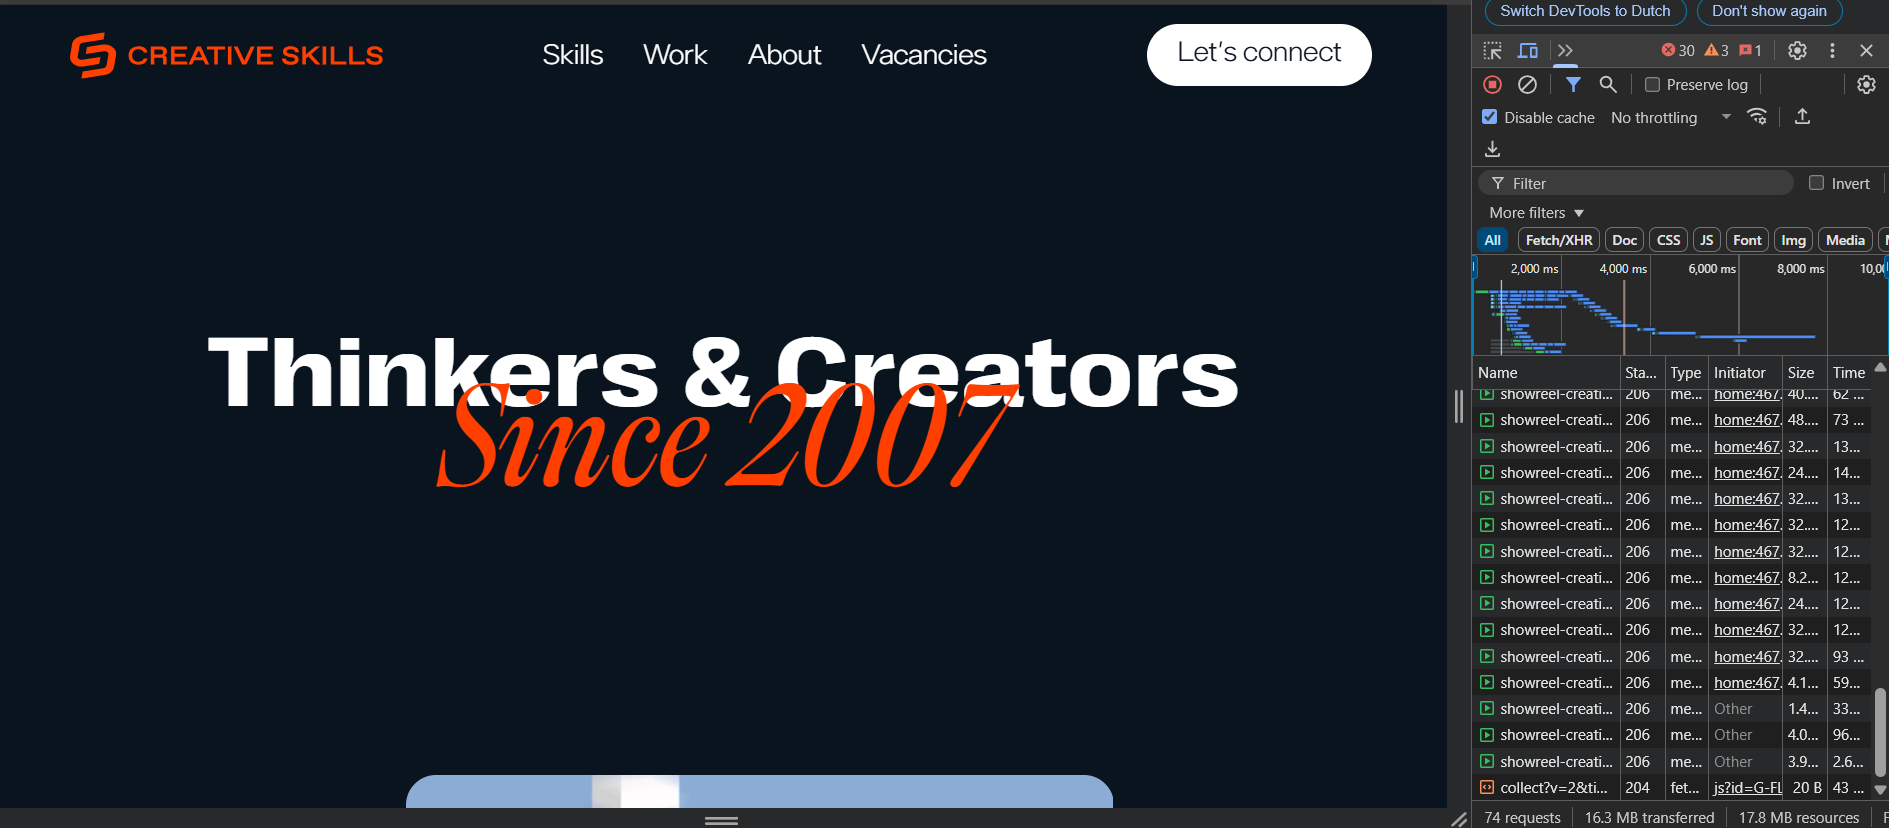 CREATIVE SKILLS
Skills Work About Vacancies
Let's connect
Thinkers & Creators
Since 2007
Switch DevTools to Dutch Don't show again
30 3 1
Preserve log
Disable cache No throttling
Filter Invert
More filters
All Fetch/XHR Doc CSS JS Font Img Media
2,000 ms 4,000 ms 6,000 ms 8,000 ms 10,0
Name Sta... Type Initiator Size Time
showreel-creati... 206 me... home:467. 40.... 62 ...
showreel-creati... 206 me... home:467. 48.... 73 ...
showreel-creati... 206 me... home:467. 32.... 13...
showreel-creati... 206 me... home:467. 24.... 14...
showreel-creati... 206 me... home:467. 32.... 13...
showreel-creati... 206 me... home:467. 32.... 12...
showreel-creati... 206 me... home:467. 32.... 12...
showreel-creati... 206 me... home:467. 8.2... 12...
showreel-creati... 206 me... home:467. 24.... 12...
showreel-creati... 206 me... home:467. 32.... 12...
showreel-creati... 206 me... home:467. 32.... 93 ...
showreel-creati... 206 me... home:467. 4.1... 59...
showreel-creati... 206 me... Other 1.4... 33...
showreel-creati... 206 me... Other 4.0... 96...
showreel-creati... 206 me... Other 3.9... 2.6...
collect?v=2&ti... 204 fet... js?id=G-FL 20 B 43 ...
74 requests 16.3 MB transferred 17.8 MB resources F